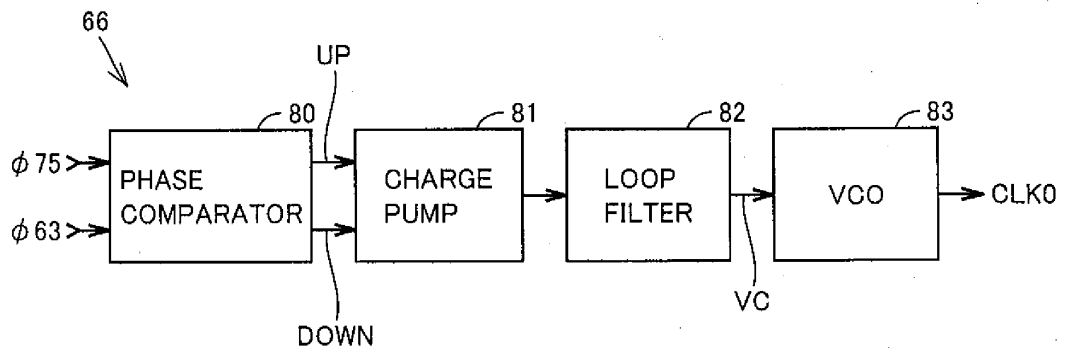 66
UP
80
81
82
83
φ75
PHASE
COMPARATOR
CHARGE
PUMP
LOOP
FILTER
VCO
CLK0
φ63
VC
DOWN